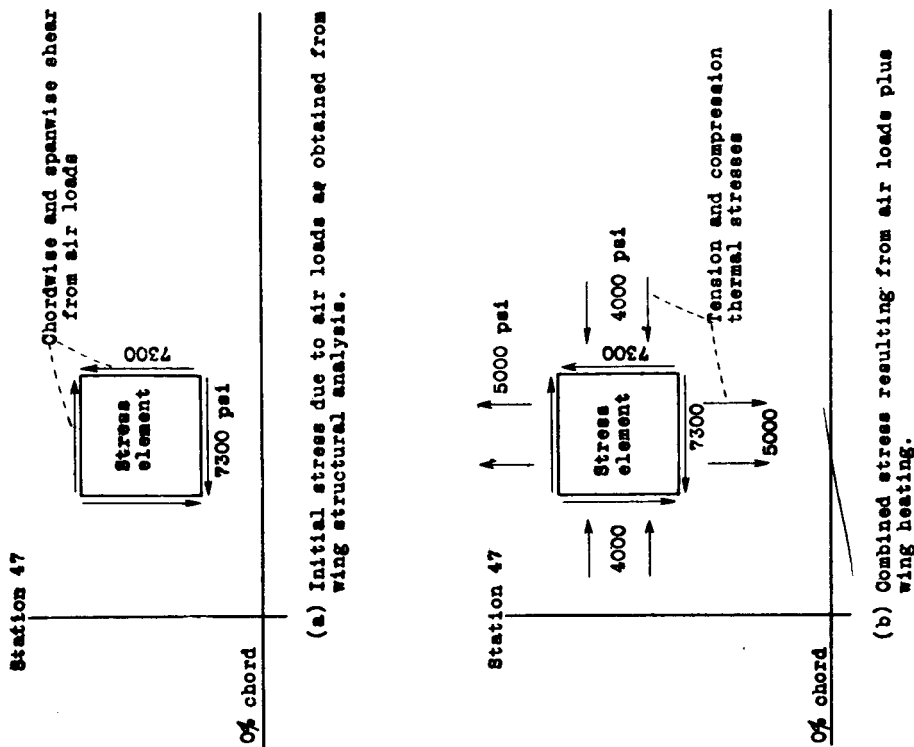 Station 47
Chordwise and spanwise shear
from air loads
7300
Stress
element
7300 psi
0% chord
(a) Initial stress due to air loads as obtained from
wing structural analysis.
Station 47
5000 psi
4000 psi
7300
Stress
element
4000
7300
5000
Tension and compression
thermal stresses
0% chord
(b) Combined stress resulting from air loads plus
wing heating.